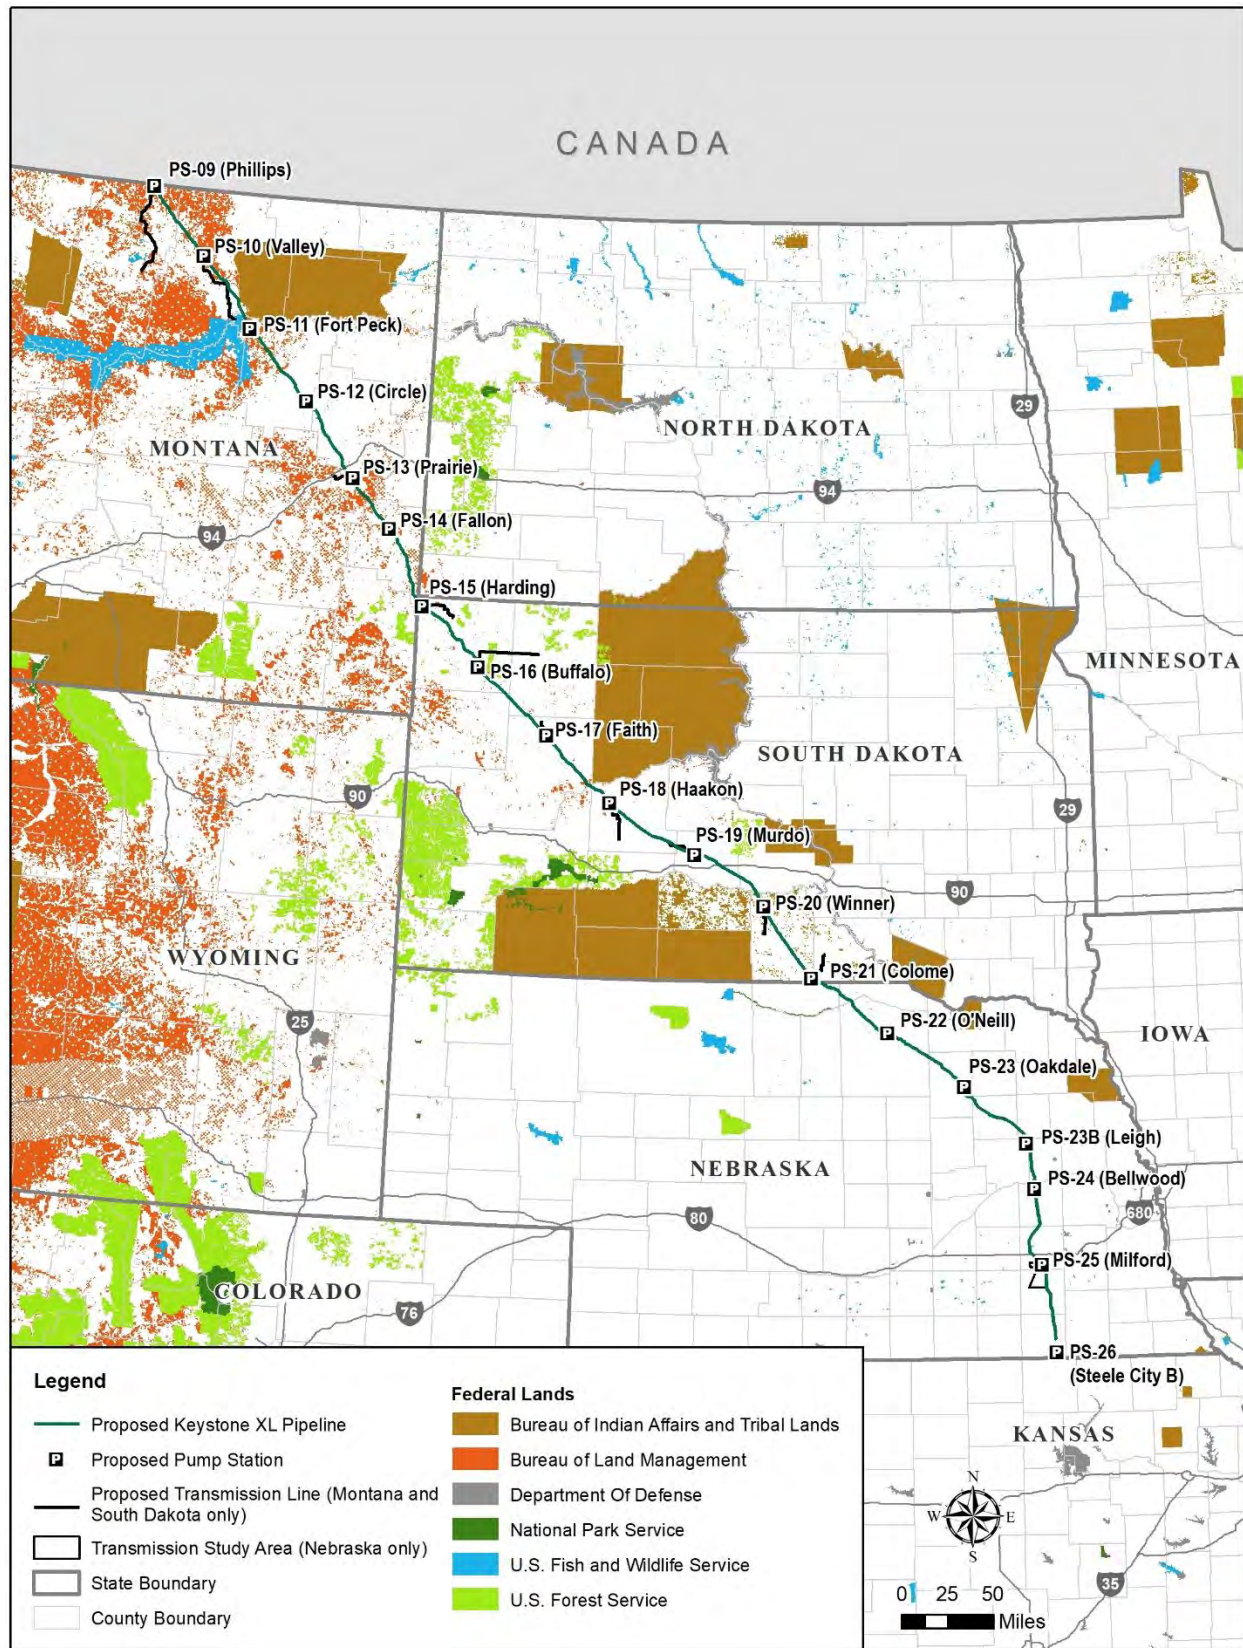 CANADA
PS-09 (Phillips)
PS-10 (Valley)
PS-11 (Fort Peck)
PS-12 (Circle)
29
NORTH DAKOTA
MONTANA
PS-13 (Prairie)
94
PS-14 (Fallon)
94
PS-15 (Harding)
MINNESOTA
PS-16 (Buffalo)
PS-17 (Faith)
SOUTH DAKOTA
90
PS-18 (Haakon)
29
PS-19 (Murdo)
90
PS-20 (Winner)
WYOMING
PS-21 (Colome)
25
PS-22 (O'Neill)
IOWA
PS-23 (Oakdale)
PS-23B (Leigh)
NEBRASKA
PS-24 (Bellwood)
80
680
PS-25 (Milford)
COLORADO
76
PS-26
(Steele City B)
KANSAS
35
Legend
Proposed Keystone XL Pipeline
P Proposed Pump Station
Proposed Transmission Line (Montana and
South Dakota only)
Transmission Study Area (Nebraska only)
State Boundary
County Boundary
Federal Lands
Bureau of Indian Affairs and Tribal Lands
Bureau of Land Management
Department Of Defense
National Park Service
U.S. Fish and Wildlife Service
U.S. Forest Service
N
W E
S
0 25 50
Miles